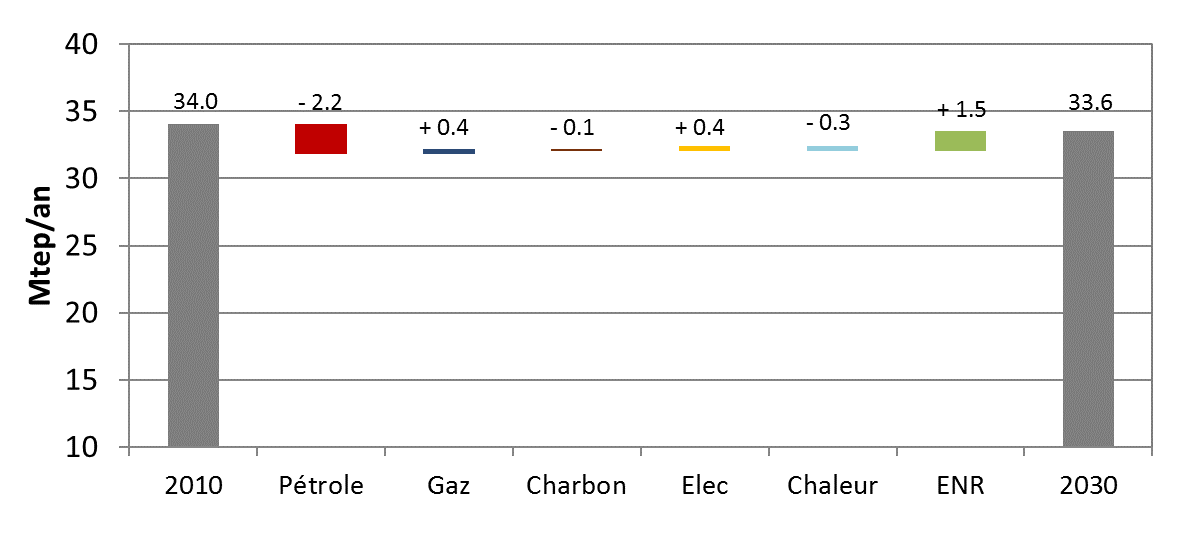 40
35
30
25
20
15
10
Mtep/an
34.0
- 2.2
+ 0.4
- 0.1
+ 0.4
- 0.3
+ 1.5
33.6
2010
Pétrole
Gaz
Charbon
Elec
Chaleur
ENR
2030